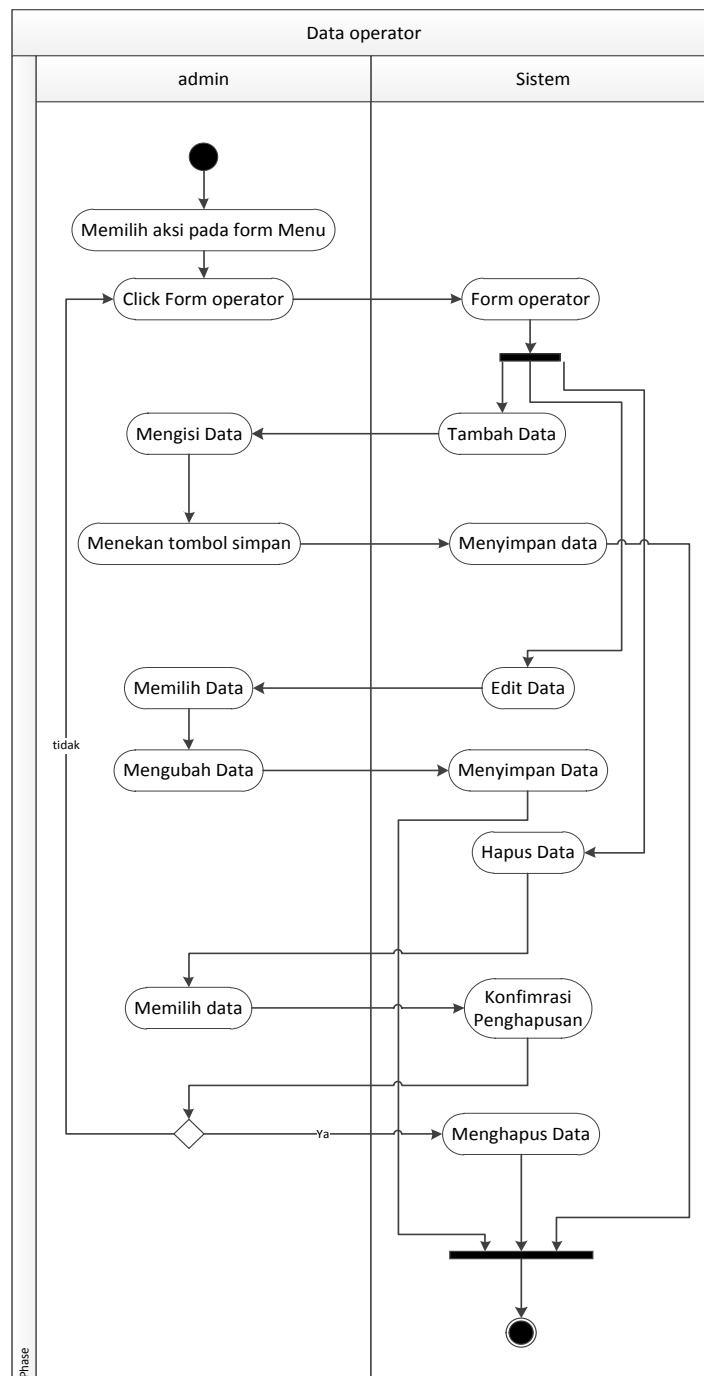 Data operator
admin
Sistem
Memilih aksi pada form Menu
Click Form operator
Form operator
Mengisi Data
Tambah Data
Menekan tombol simpan
Menyimpan data
Memilih Data
Edit Data
tidak
Mengubah Data
Menyimpan Data
Hapus Data
Memilih data
Konfimrasi
Penghapusan
Ya
Menghapus Data
Phase